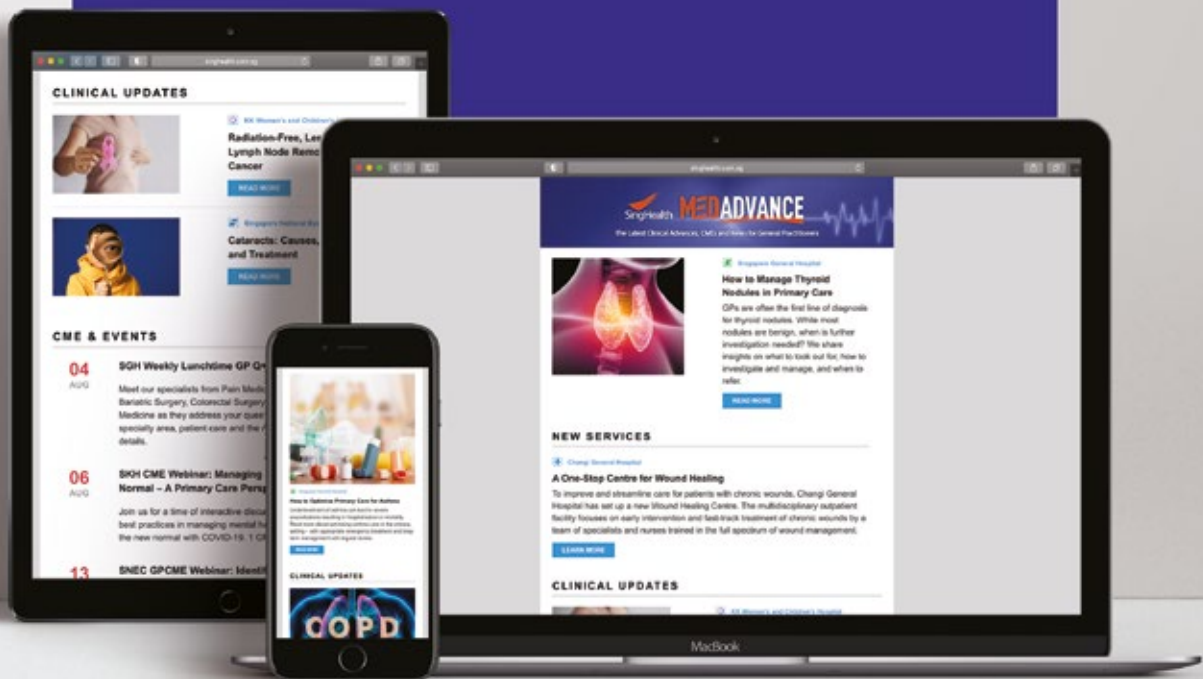 singhealth.com.sg
CLINICAL UPDATES
KK Women's and Children's
Radiation-Free,
Lymph Node
Cancer
READ MORE
Singapore National
Cataracts: Causes,
and Treatment
READ MORE
CME & EVENTS
04
AUG
SGH Weekly Lunchtime GP
Meet our specialists from Pain
Bariatric Surgery, Colorectal Surgery
Medicine as they address your
specialty area, patient care and the
details.
06
AUG
SKH CME Webinar: Managing
Normal – A Primary Care
Join us for a time of interactive
best practices in managing mental
the new normal with COVID-19. 1
13
SNEC GPCME Webinar:
How to Optimise Primary Care for Asthma
READ MORE
CLINICAL UPDATES
COPD
singhealth.com.sg
SingHealth MEDADVANCE
The Latest Clinical Advances, CMEs and News for General Practitioners
Singapore General Hospital
How to Manage Thyroid
Nodules in Primary Care
GPs are often the first line of diagnosis
for thyroid nodules. While most
nodules are benign, when is further
investigation needed? We share
insights on what to look out for, how to
investigate and manage, and when to
refer.
READ MORE
NEW SERVICES
Changi General Hospital
A One-Stop Centre for Wound Healing
To improve and streamline care for patients with chronic wounds, Changi General
Hospital has set up a new Wound Healing Centre. The multidisciplinary outpatient
facility focuses on early intervention and fast-track treatment of chronic wounds by a
team of specialists and nurses trained in the full spectrum of wound management.
LEARN MORE
CLINICAL UPDATES
KK Women's and Children's Hospital
MacBook